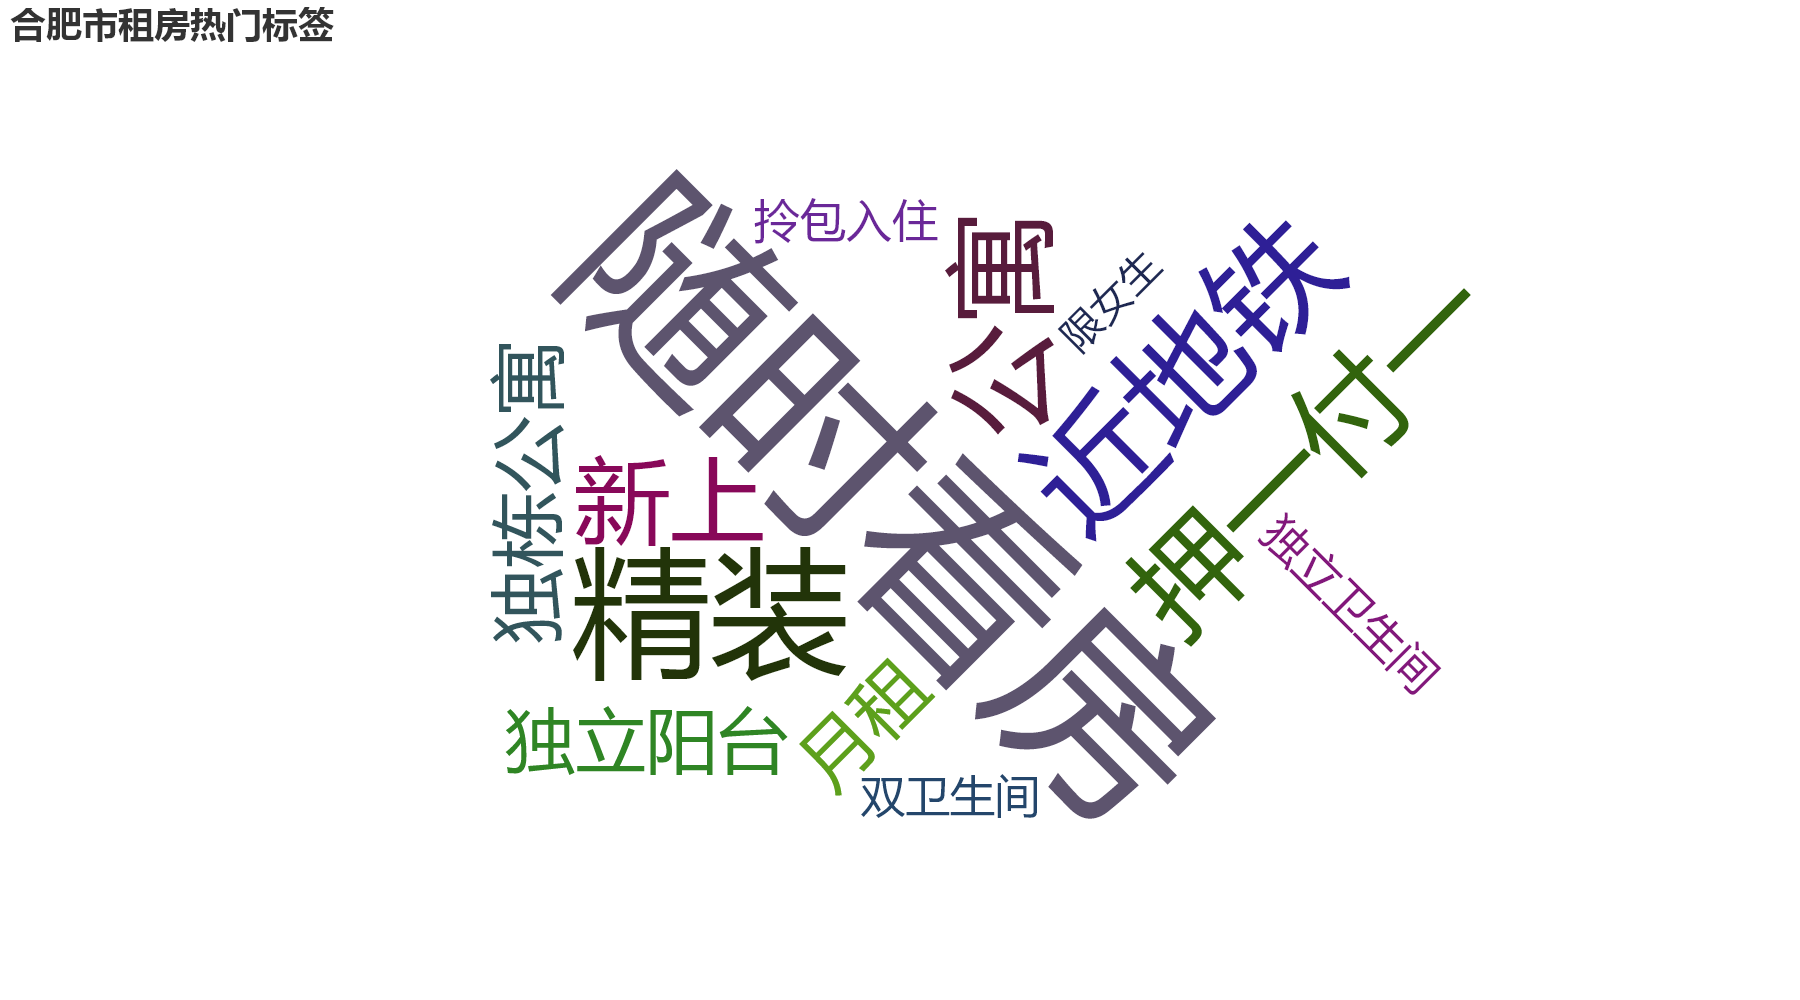 合肥市租房热门标签
随时看房
拎包入住
公寓
限女生
近地铁
押一付一
独栋公寓
新上
精装
独立卫生间
月租
独立阳台
双卫生间